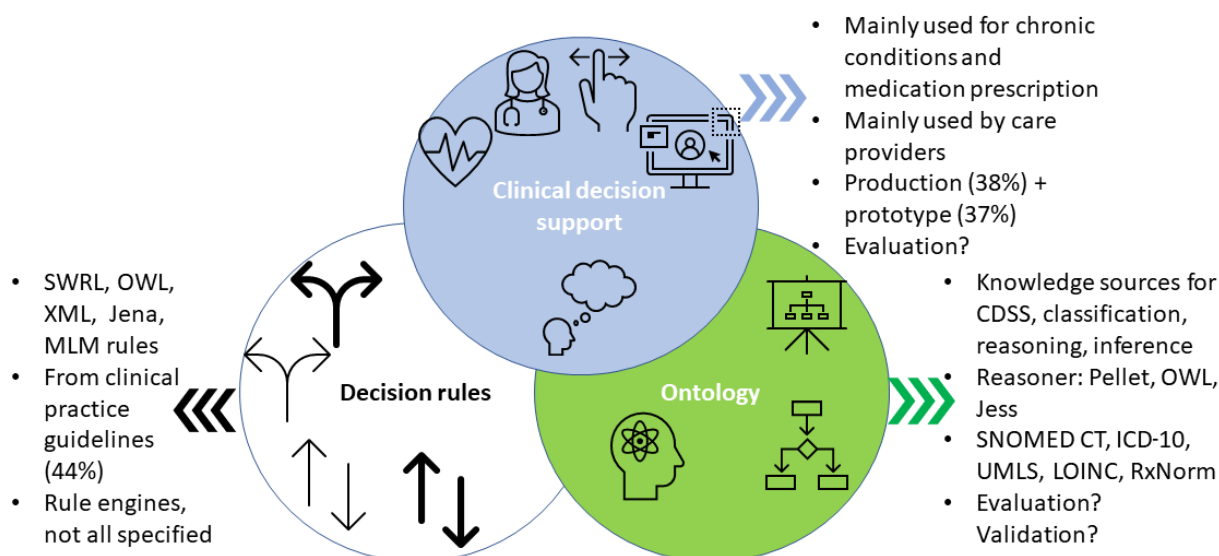 • Mainly used for chronic
conditions and
medication prescription
• Mainly used by care
providers
• Production (38%) +
prototype (37%)
• Evaluation?
Clinical decision
support
• SWRL, OWL,
XML, Jena,
MLM rules
• From clinical
practice
guidelines
(44%)
• Rule engines,
not all specified
Decision rules
Ontology
• Knowledge sources for
CDSS, classification,
reasoning, inference
• Reasoner: Pellet, OWL,
Jess
• SNOMED CT, ICD-10,
UMLS, LOINC, RxNorm
• Evaluation?
Validation?